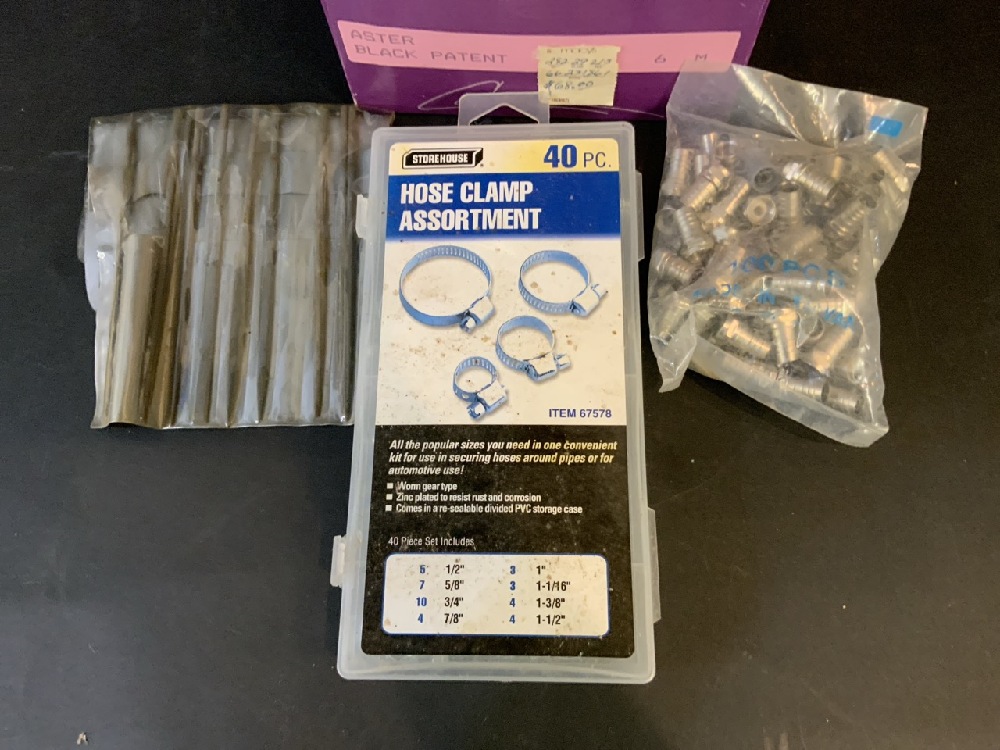 ASTER
BLACK PATENT 6 M
STOREHOUSE
40 PC.
HOSE CLAMP
ASSORTMENT
ITEM 67578
All the popular sizes you need in one convenient
kit for use in securing hoses around pipes or for
automotive use!
■ Worm gear type
■ Zinc plated to resist rust and corrosion
■ Comes in a re-sealable divided PVC storage case
40 Piece Set Includes
5 1/2" 3 1"
7 5/8" 3 1-1/16"
10 3/4" 4 1-3/8"
4 7/8" 4 1-1/2"